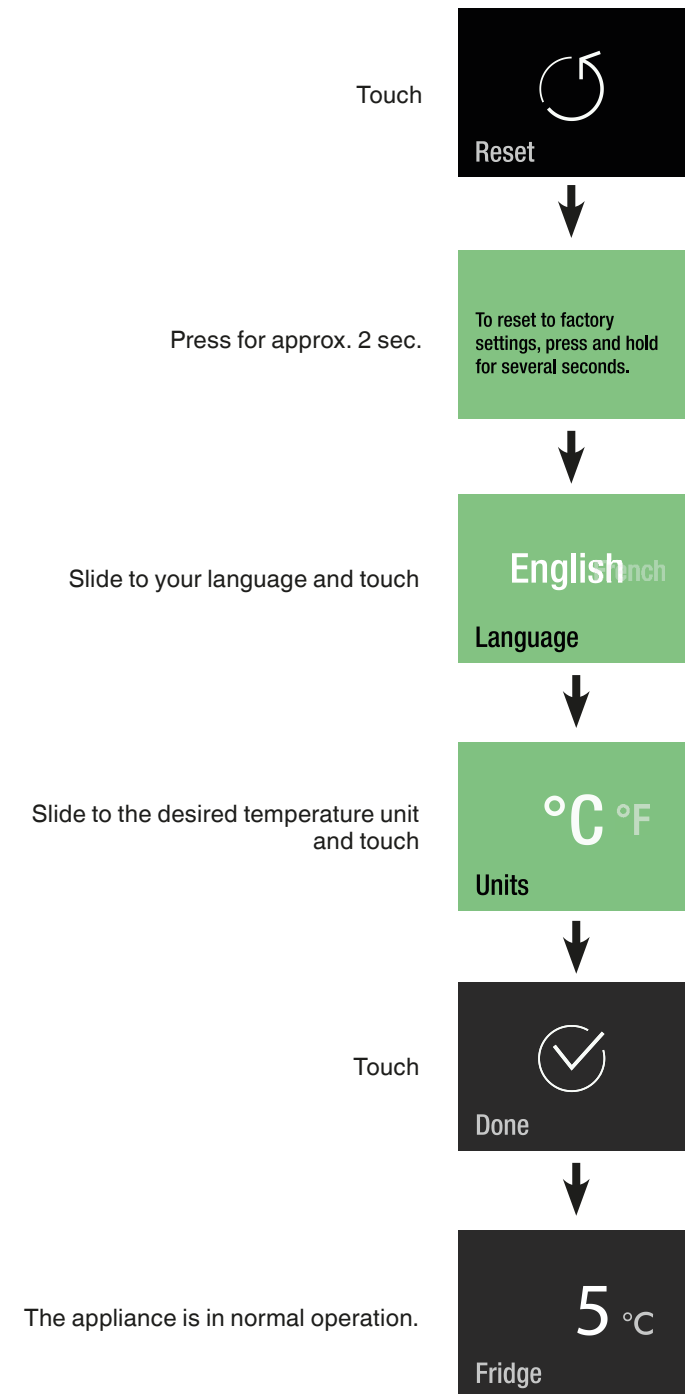 Touch
Reset
Press for approx. 2 sec.
To reset to factory
settings, press and hold
for several seconds.
Slide to your language and touch
English French
Language
Slide to the desired temperature unit
and touch
°C °F
Units
Touch
Done
The appliance is in normal operation.
5 °C
Fridge